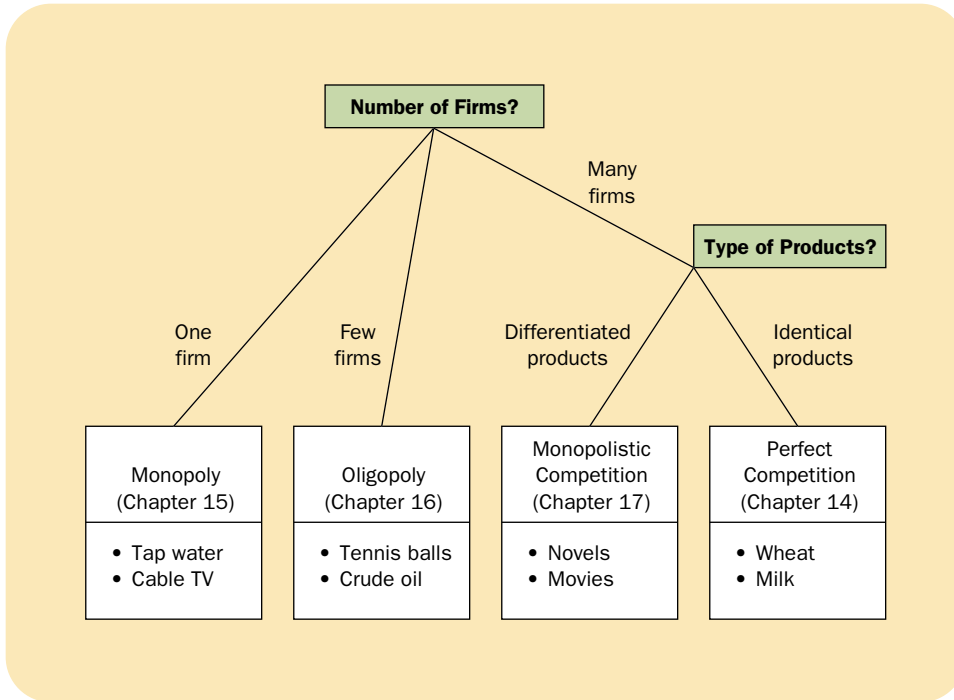 Number of Firms?
Many
firms
Type of Products?
One
firm
Few
firms
Differentiated
products
Identical
products
Monopoly
(Chapter 15)
• Tap water
• Cable TV
Oligopoly
(Chapter 16)
• Tennis balls
• Crude oil
Monopolistic
Competition
(Chapter 17)
• Novels
• Movies
Perfect
Competition
(Chapter 14)
• Wheat
• Milk